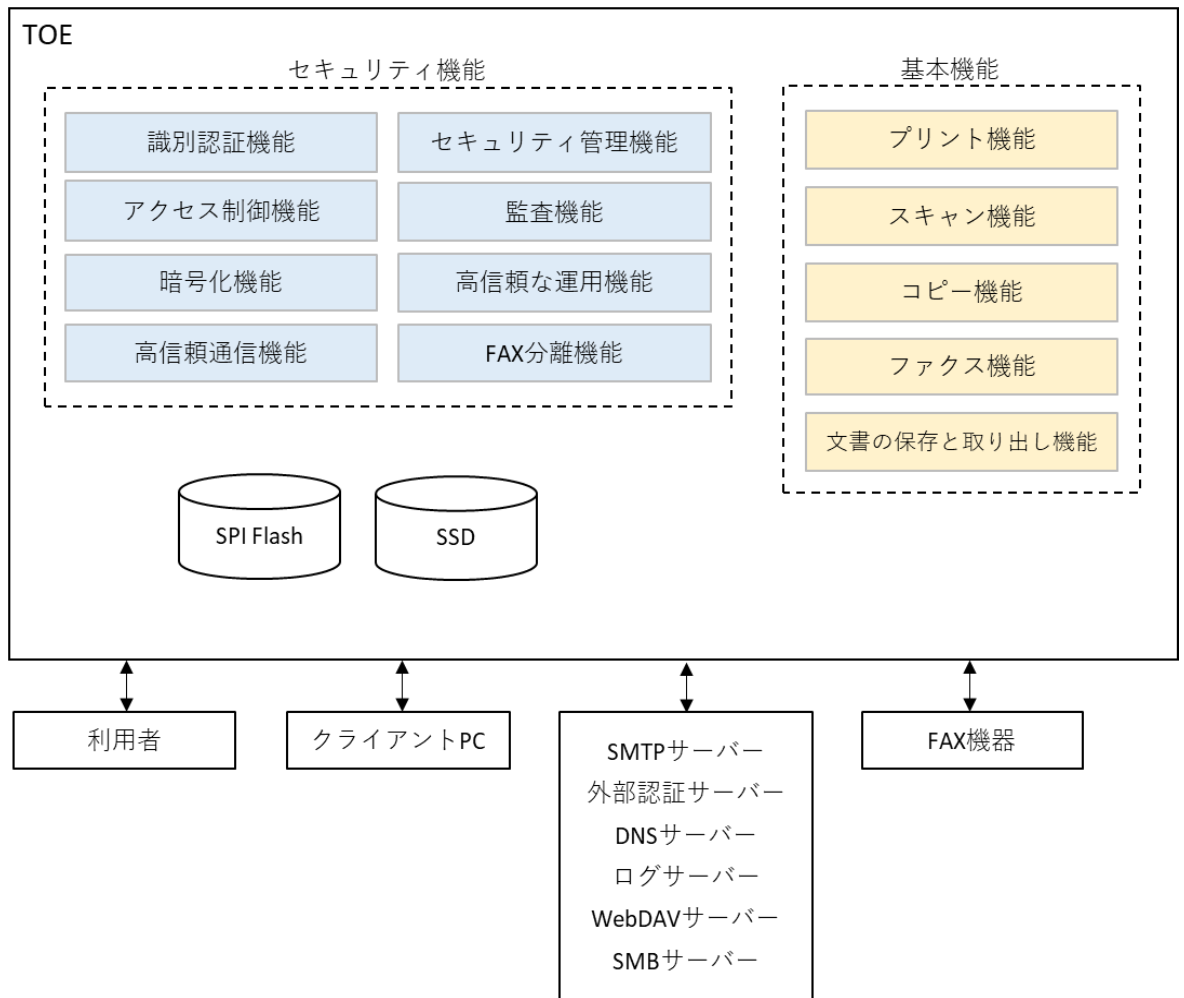 TOE
セキュリティ機能
基本機能
識別認証機能
セキュリティ管理機能
アクセス制御機能
監査機能
暗号化機能
高信頼な運用機能
高信頼通信機能
FAX分離機能
プリント機能
スキャン機能
コピー機能
ファクス機能
文書の保存と取り出し機能
SPI Flash
SSD
利用者
クライアントPC
SMTPサーバー
外部認証サーバー
DNSサーバー
ログサーバー
WebDAVサーバー
SMBサーバー
FAX機器